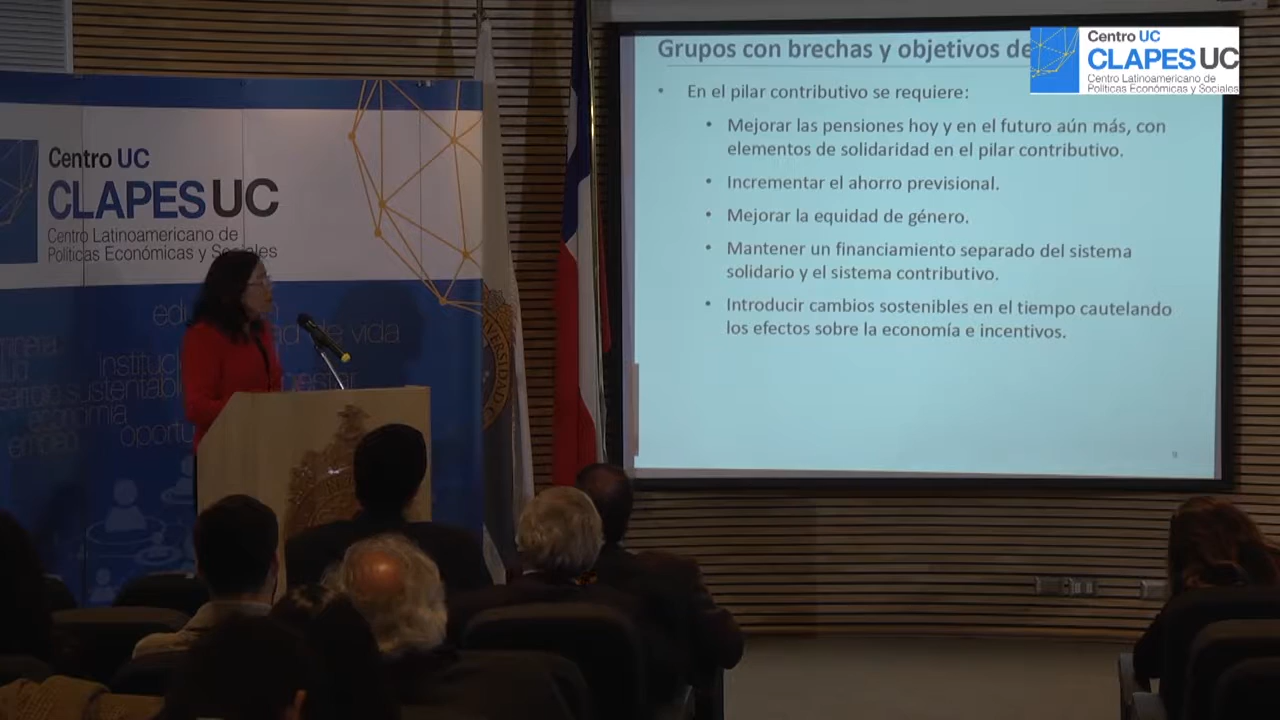 Grupos con brechas y objetivos de
Centro UC
CLAPES UC
Centro Latinoamericano de
Políticas Económicas y Sociales
• En el pilar contributivo se requiere:
• Mejorar las pensiones hoy y en el futuro aún más, con
elementos de solidaridad en el pilar contributivo.
• Incrementar el ahorro previsional.
• Mejorar la equidad de género.
• Mantener un financiamiento separado del sistema
solidario y el sistema contributivo.
• Introducir cambios sostenibles en el tiempo cautelando
los efectos sobre la economía e incentivos.
Centro UC
CLAPES UC
Centro Latinoamericano de
Políticas Económicas y Sociales
de vida
economía